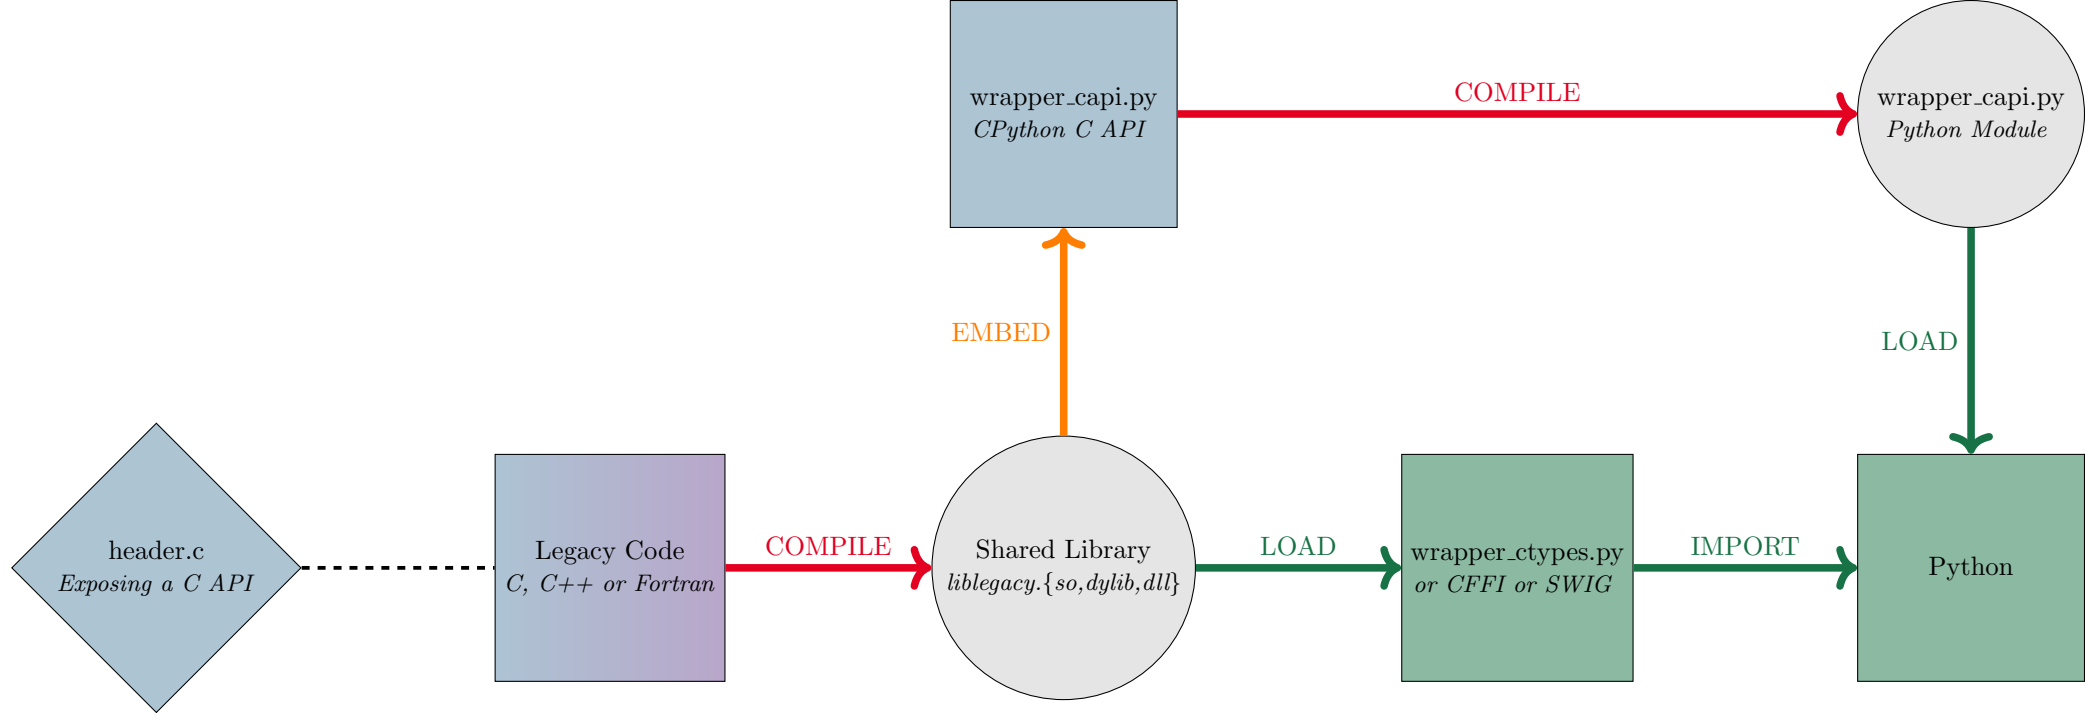 wrapper_capi.py
CPython C API
COMPILE
wrapper_capi.py
Python Module
EMBED
LOAD
header.c
Exposing a C API
Legacy Code
C, C++ or Fortran
COMPILE
Shared Library
liblegacy.{so,dylib,dll}
LOAD
wrapper_ctypes.py
or CFFI or SWIG
IMPORT
Python